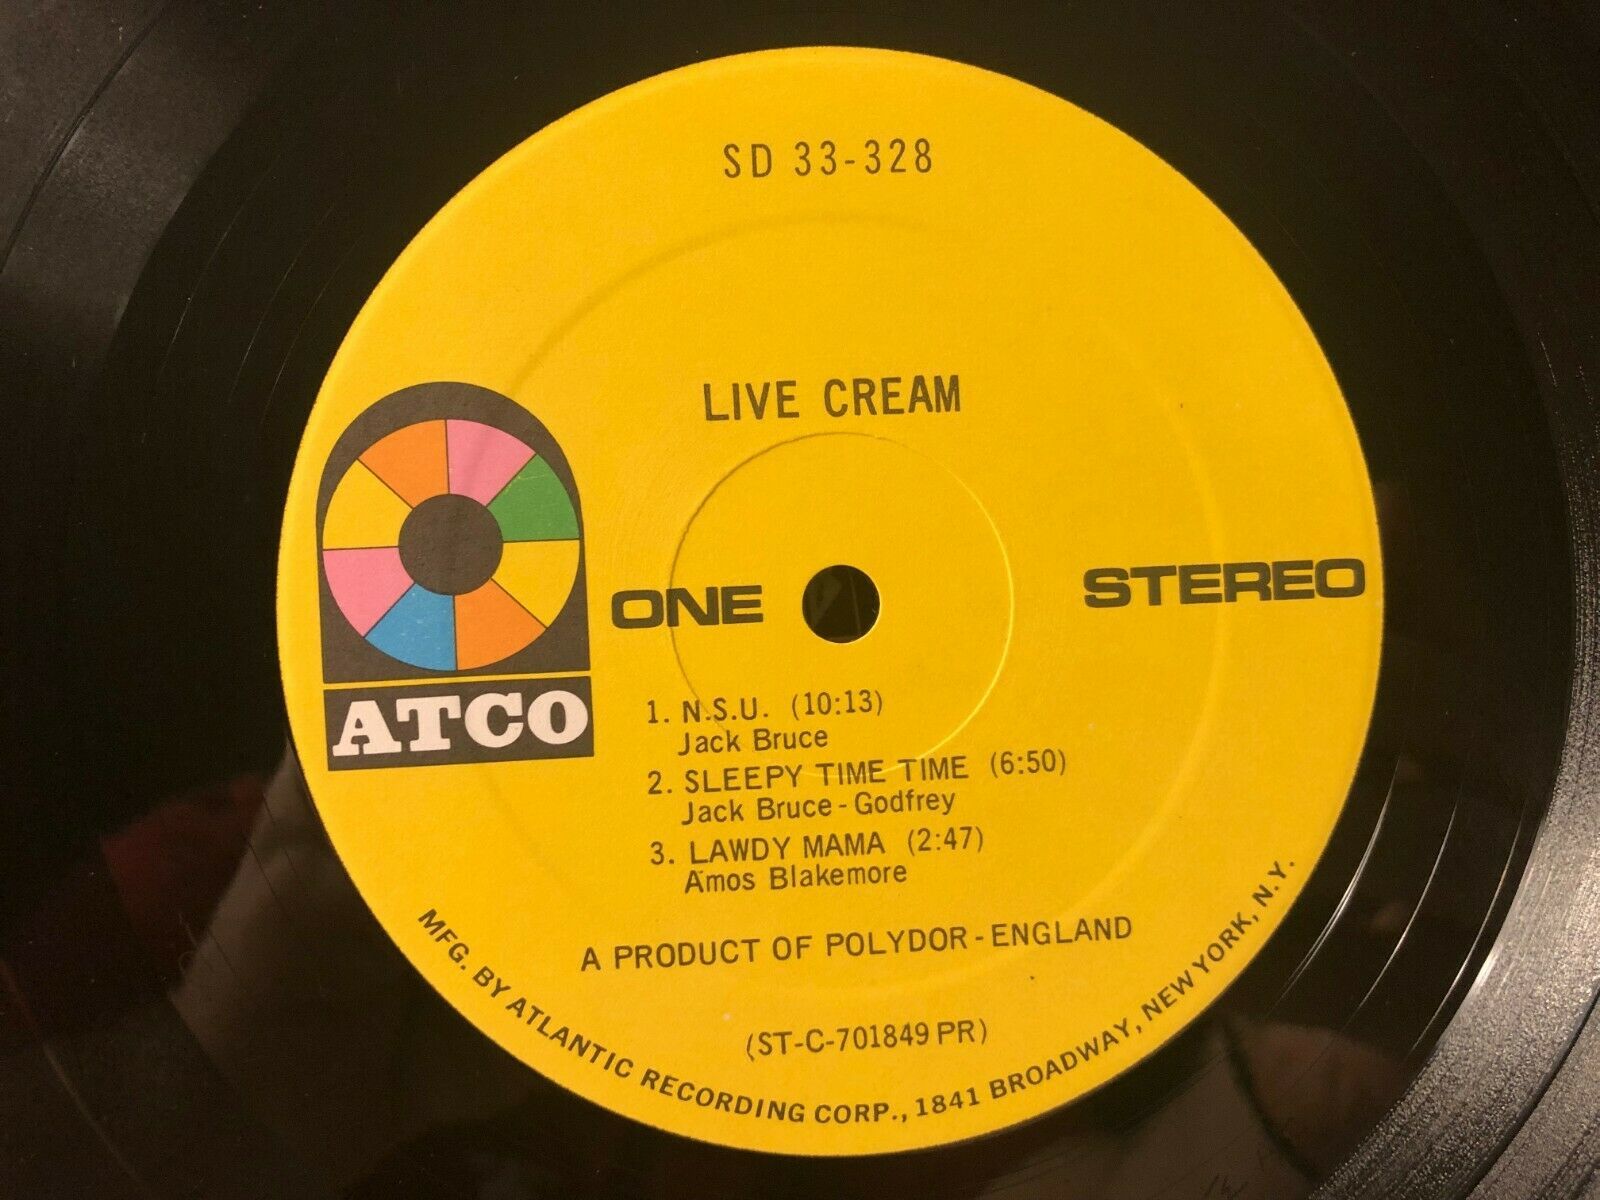 SD 33-328
LIVE CREAM
ATCO
ONE
STEREO
1. N.S.U. (10:13)
Jack Bruce
2. SLEEPY TIME TIME (6:50)
Jack Bruce - Godfrey
3. LAWDY MAMA (2:47)
Amos Blakemore
A PRODUCT OF POLYDOR - ENGLAND
(ST-C-701849 PR)
MFG. BY ATLANTIC RECORDING CORP., 1841 BROADWAY, NEW YORK, N.Y.